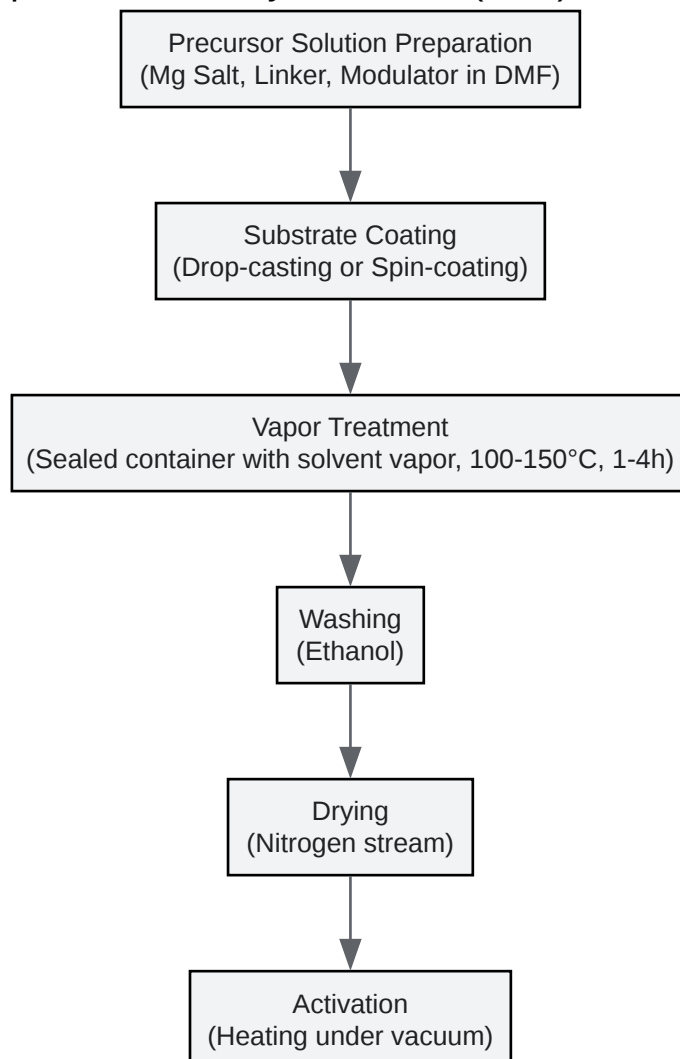 Precursor Solution Preparation
(Mg Salt, Linker, Modulator in DMF)
Substrate Coating
(Drop-casting or Spin-coating)
Vapor Treatment
(Sealed container with solvent vapor, 100-150°C, 1-4h)
Washing
(Ethanol)
Drying
(Nitrogen stream)
Activation
(Heating under vacuum)